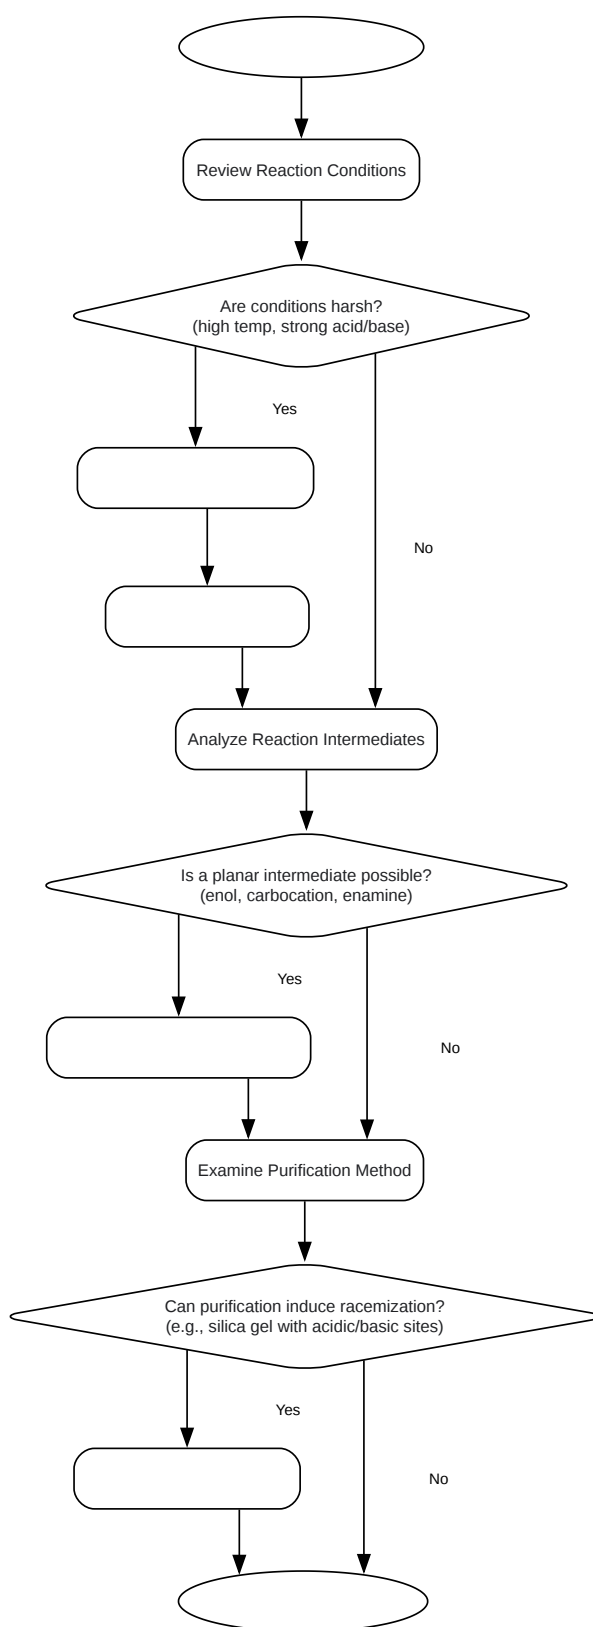 Review Reaction Conditions
Are conditions harsh?
(high temp, strong acid/base)
Yes
No
Analyze Reaction Intermediates
Is a planar intermediate possible?
(enol, carbocation, enamine)
Yes
No
Examine Purification Method
Can purification induce racemization?
(e.g., silica gel with acidic/basic sites)
Yes
No